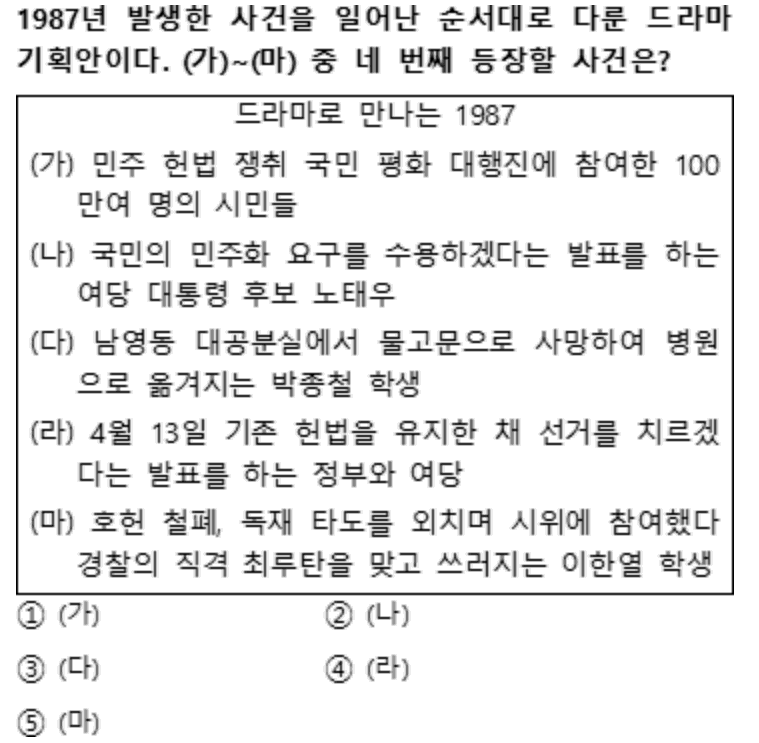 1987년 발생한 사건을 일어난 순서대로 다룬 드라마
기획안이다. (가)~(마) 중 네 번째 등장할 사건은?
드라마로 만나는 1987
(가) 민주 헌법 쟁취 국민 평화 대행진에 참여한 100
만여 명의 시민들
(나) 국민의 민주화 요구를 수용하겠다는 발표를 하는
여당 대통령 후보 노태우
(다) 남영동 대공분실에서 물고문으로 사망하여 병원
으로 옮겨지는 박종철 학생
(라) 4월 13일 기존 헌법을 유지한 채 선거를 치르겠
다는 발표를 하는 정부와 여당
(마) 호헌 철폐, 독재 타도를 외치며 시위에 참여했다
경찰의 직격 최루탄을 맞고 쓰러지는 이한열 학생
① (가) ② (나)
③ (다) ④ (라)
⑤ (마)